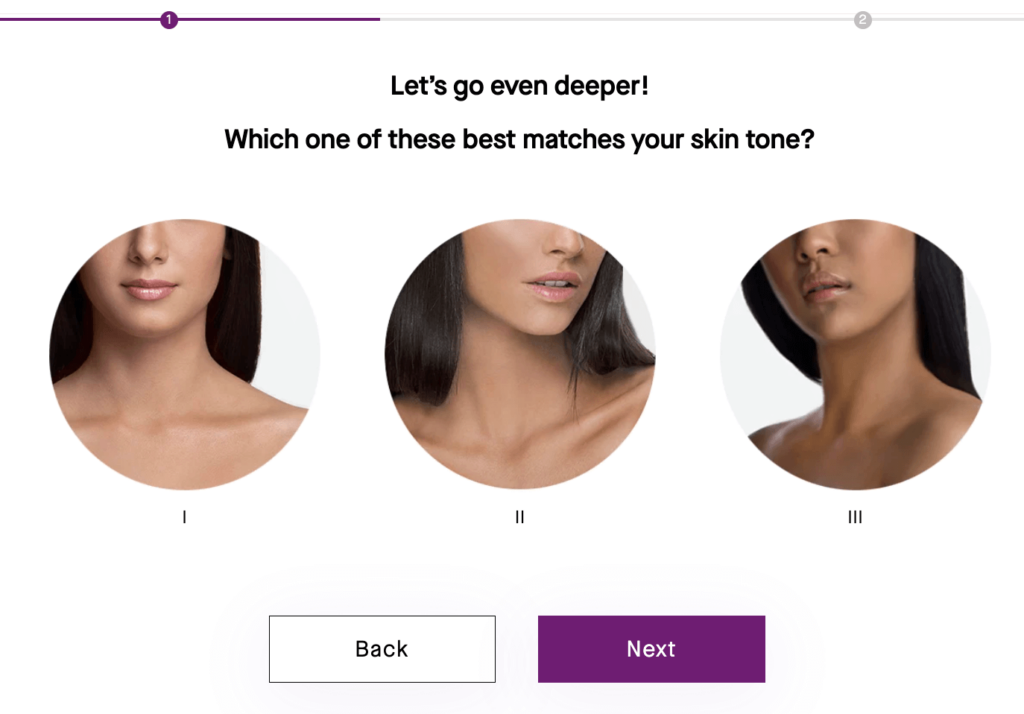 1
2
Let's go even deeper!
Which one of these best matches your skin tone?
I
II
III
Back
Next